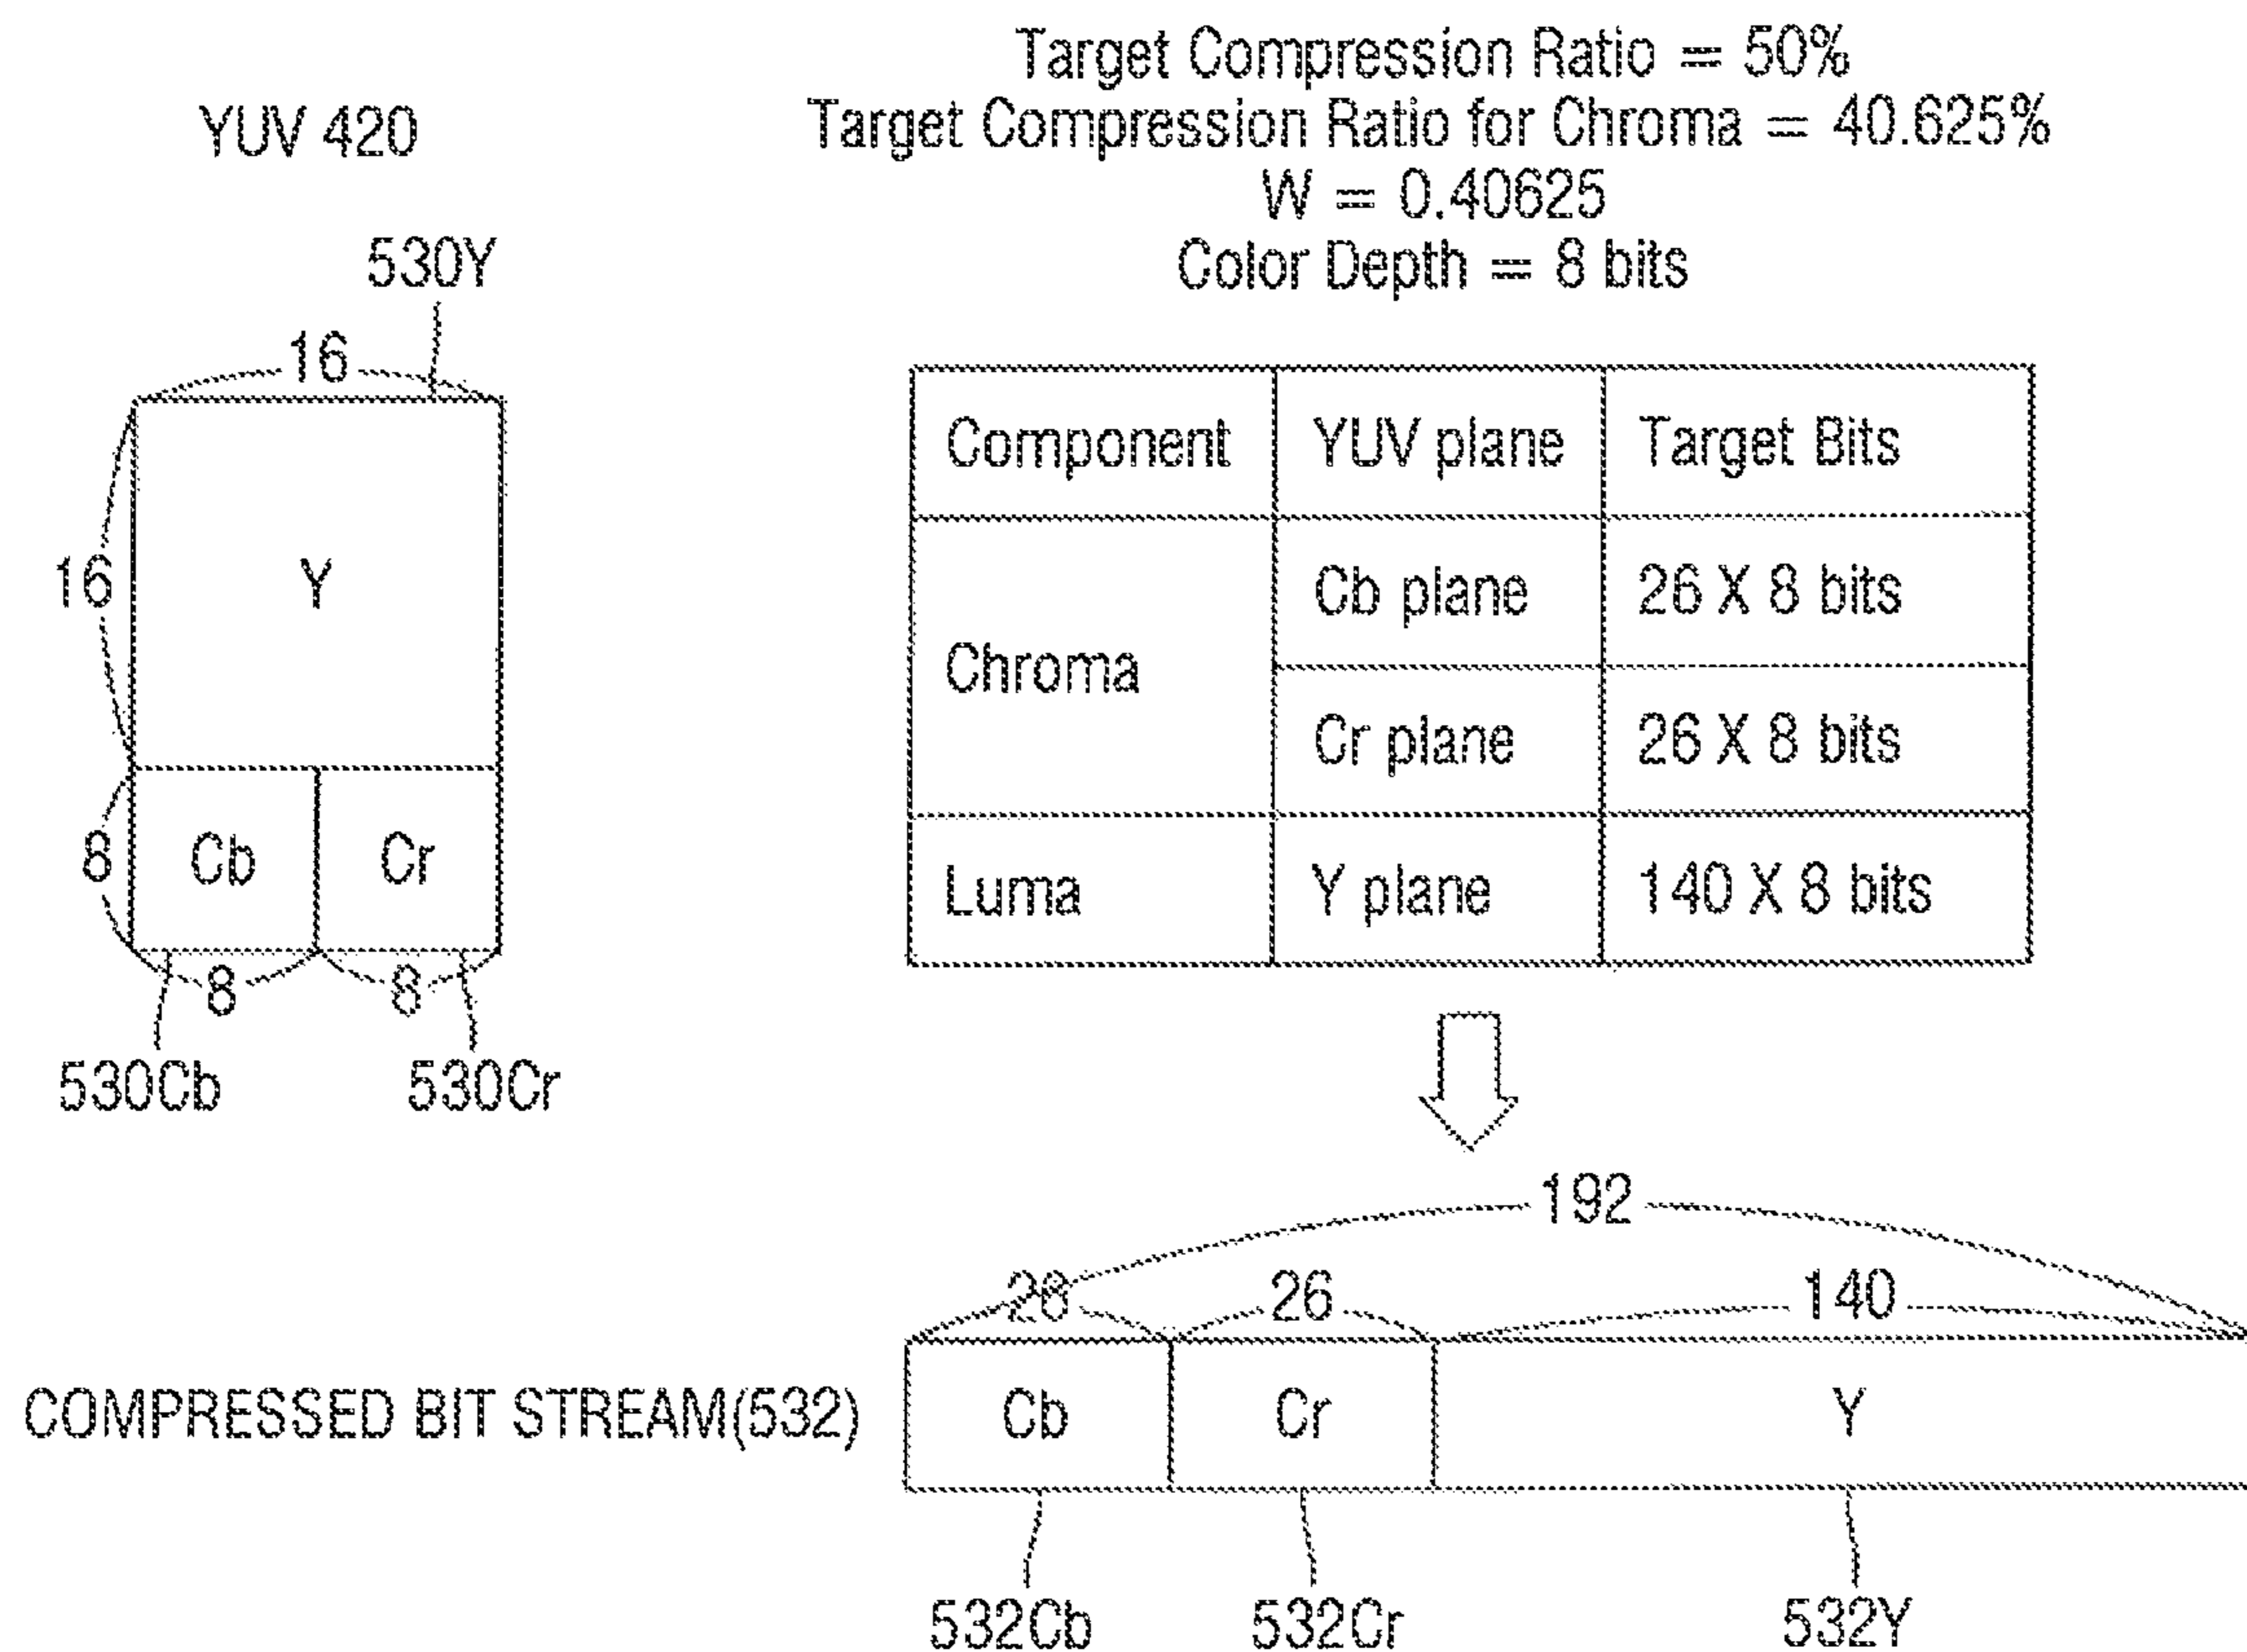 YUV 420
Target Compression Ratio = 50%
Target Compression Ratio for Chroma = 40.625%
W = 0.40625
Color Depth = 8 bits
530Y
16
16
Y
8
Cb
Cr
8
8
530Cb
530Cr
Component
YUV plane
Target Bits
Chroma
Cb plane
26 X 8 bits
Cr plane
26 X 8 bits
Luma
Y plane
140 X 8 bits
192
26
26
140
COMPRESSED BIT STREAM(532)
Cb
Cr
Y
532Cb
532Cr
532Y